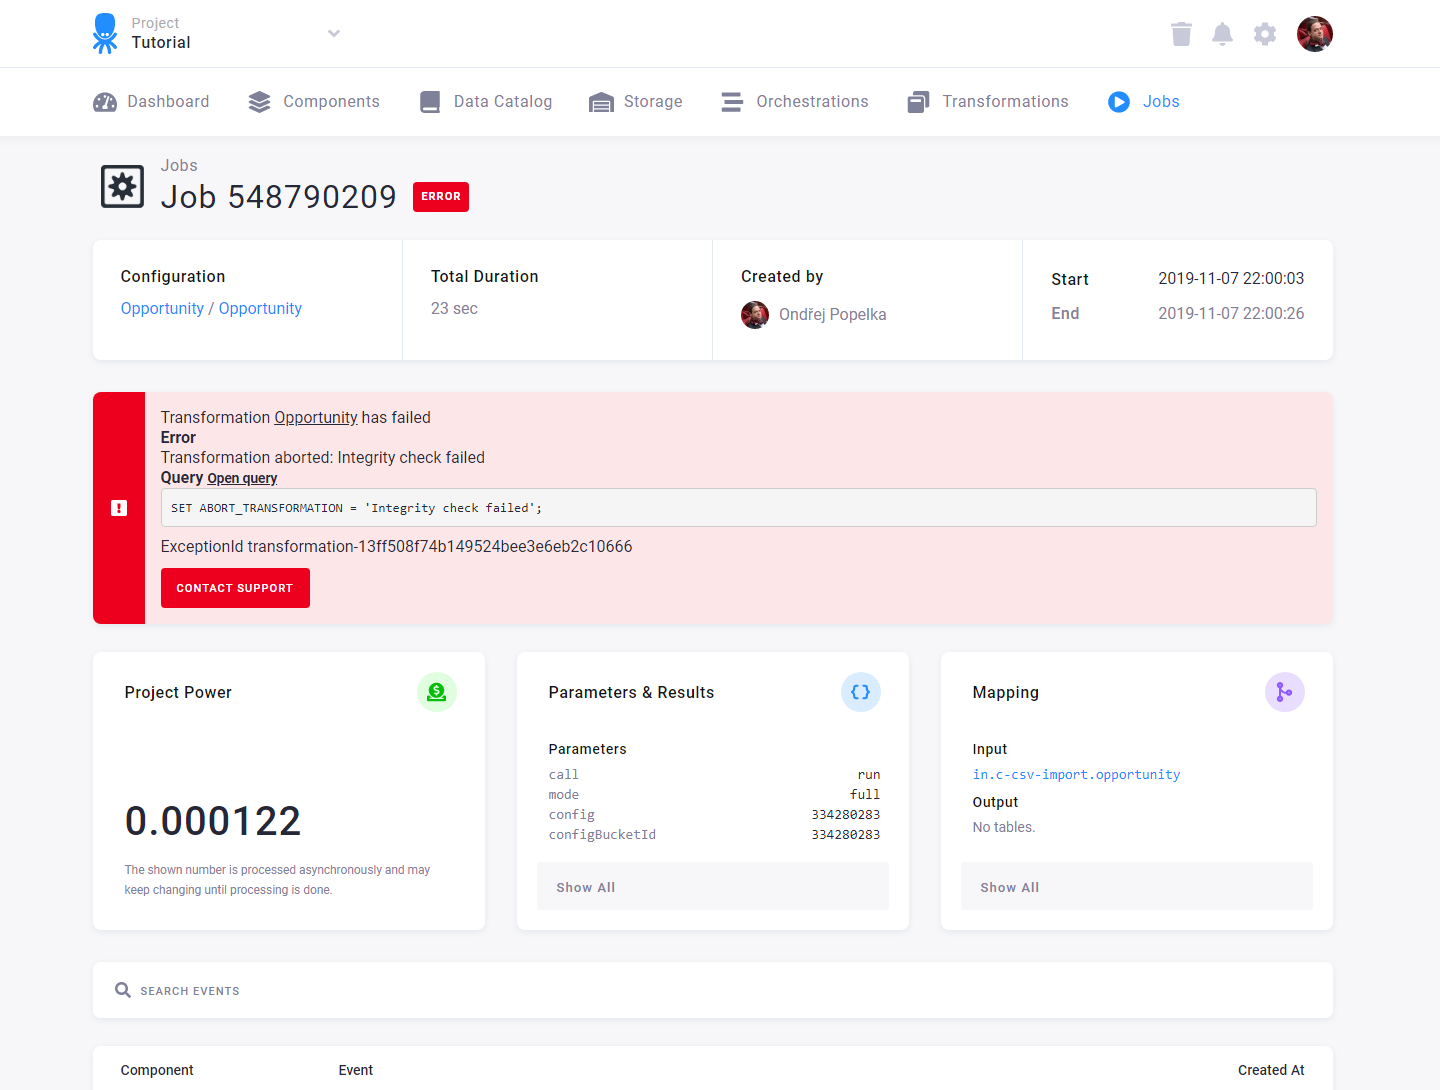 Project
Tutorial
Dashboard
Components
Data Catalog
Storage
Orchestrations
Transformations
Jobs
Jobs
Job 548790209 ERROR
Configuration
Opportunity / Opportunity
Total Duration
23 sec
Created by
Ondřej Popelka
Start 2019-11-07 22:00:03
End 2019-11-07 22:00:26
Transformation Opportunity has failed
Error
Transformation aborted: Integrity check failed
Query Open query
SET ABORT_TRANSFORMATION = 'Integrity check failed';
ExceptionId transformation-13ff508f74b149524bee3e6eb2c10666
CONTACT SUPPORT
Project Power
0.000122
The shown number is processed asynchronously and may
keep changing until processing is done.
Parameters & Results
Parameters
call run
mode full
config 334280283
configBucketId 334280283
Show All
Mapping
Input
in.c-csv-import.opportunity
Output
No tables.
Show All
SEARCH EVENTS
Component Event Created At